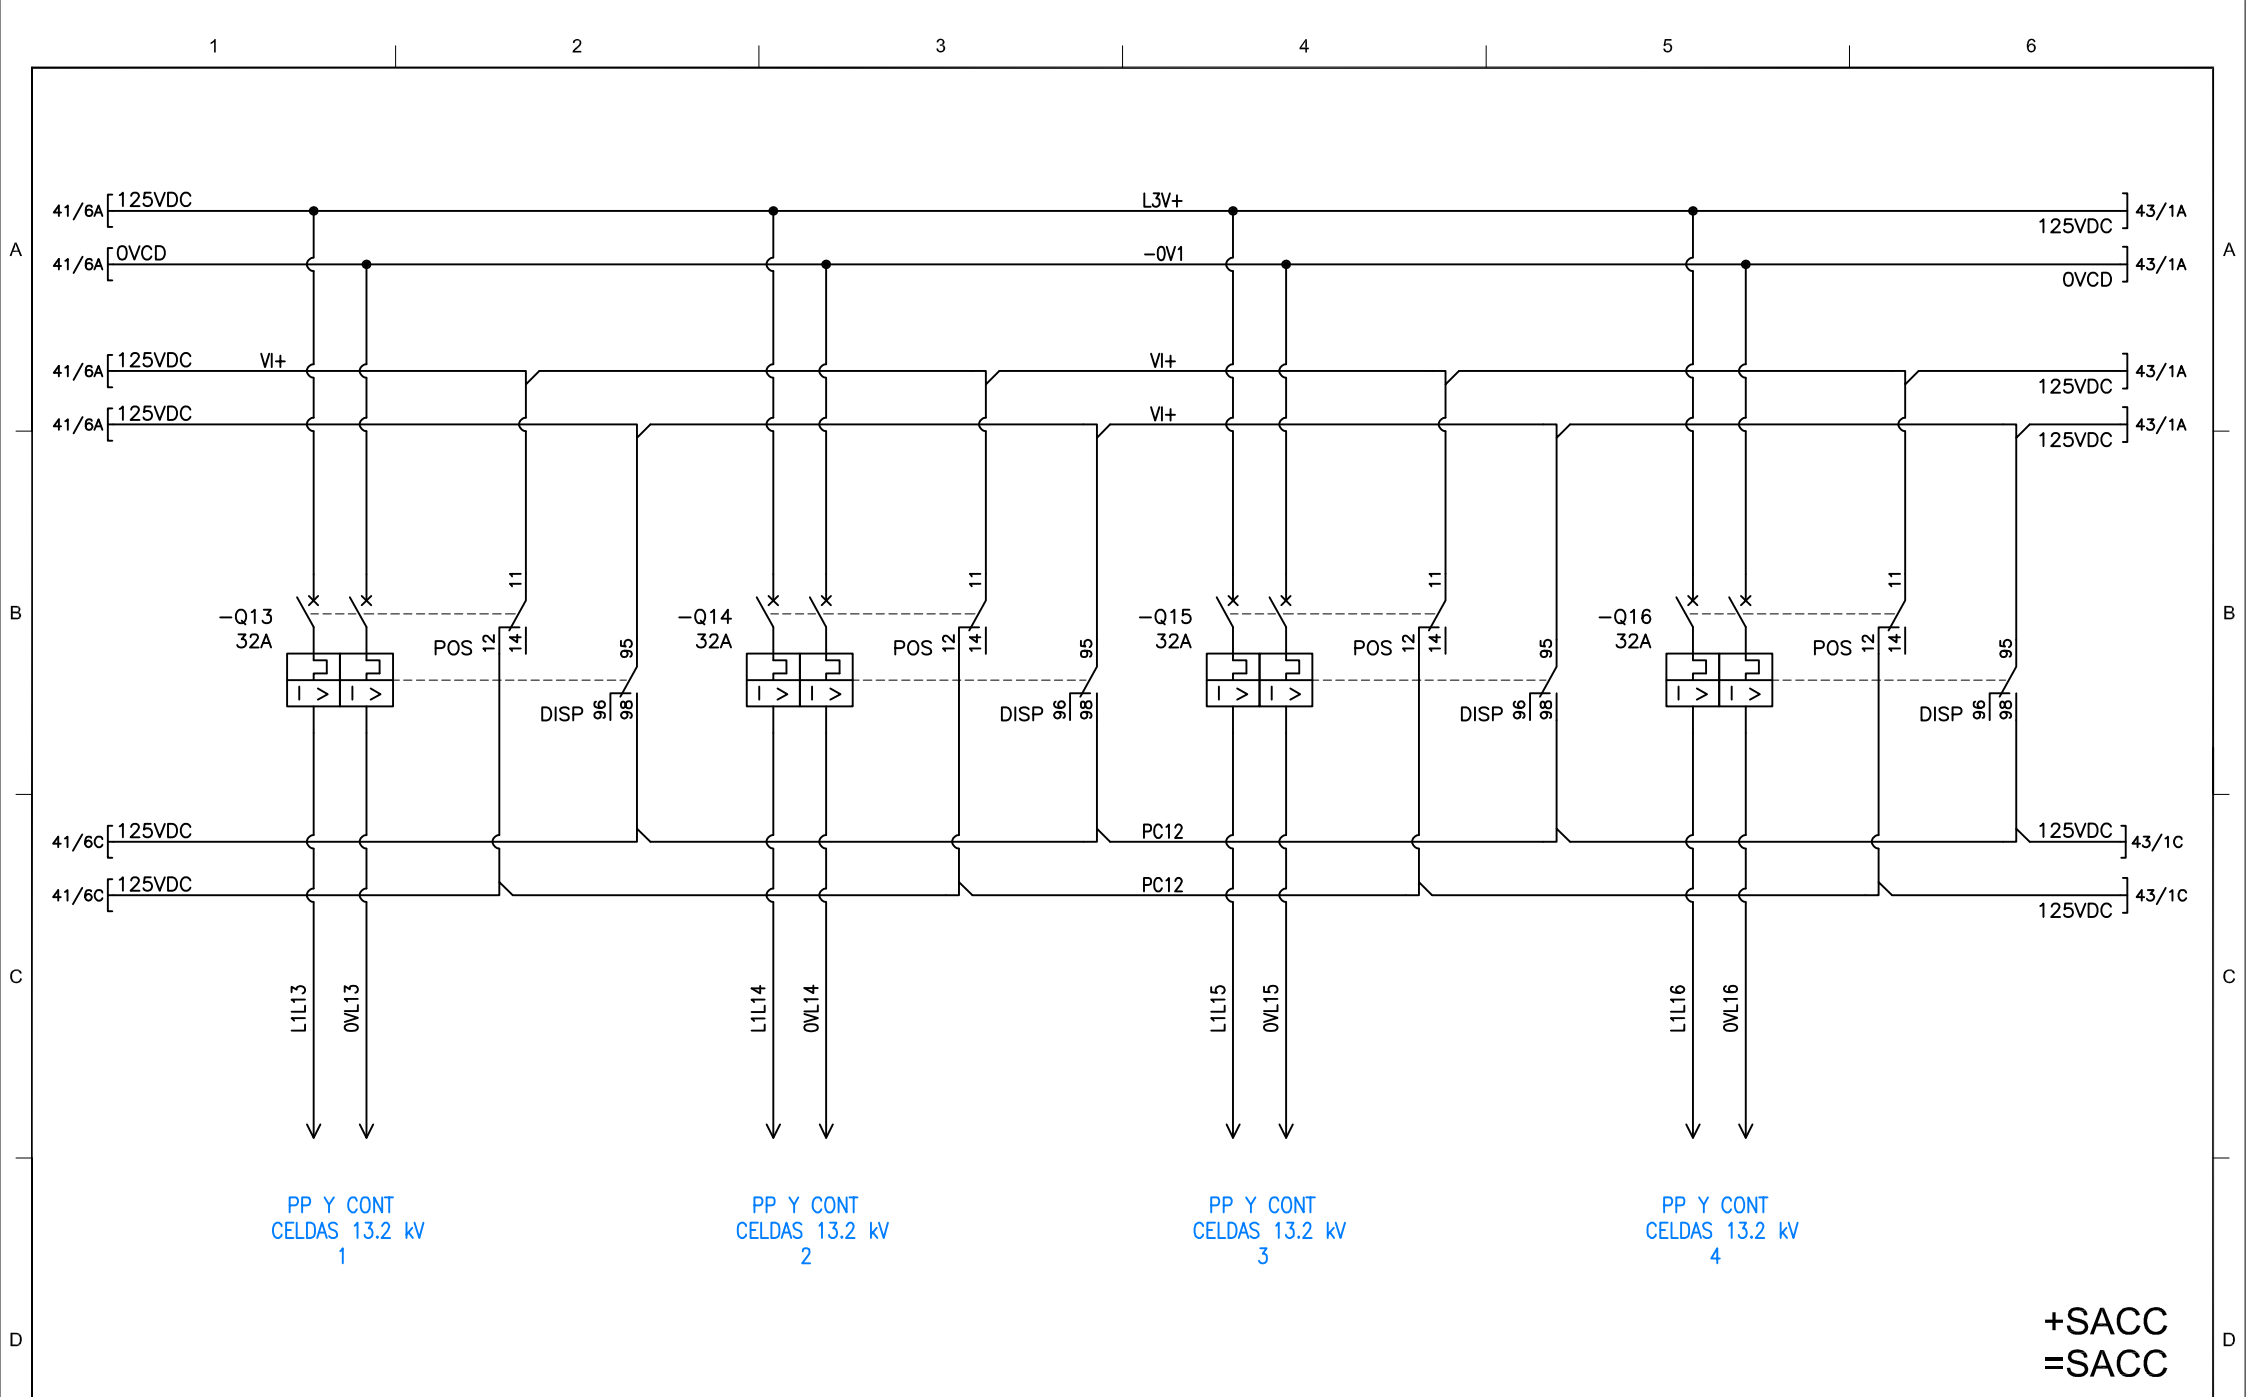 1 2 3 4 5 6
41/6A 125VDC L3V+ 125VDC 43/1A
A 41/6A 0VCD -0V1 0VCD 43/1A A
41/6A 125VDC VI+ VI+ 125VDC 43/1A
41/6A 125VDC VI+ 125VDC 43/1A
11 11 11 11
B -Q13 -Q14 -Q15 -Q16 B
32A 32A 32A 32A
POS 12 14 95 POS 12 14 95 POS 12 14 95 POS 12 14 95
I > I > I > I > I > I > I > I >
DISP 96 98 DISP 96 98 DISP 96 98 DISP 96 98
41/6C 125VDC PC12 125VDC 43/1C
41/6C 125VDC PC12 125VDC 43/1C
C C
L1L13 0VL13 L1L14 0VL14 L1L15 0VL15 L1L16 0VL16
PP Y CONT
CELDAS 13.2 kV
1
PP Y CONT
CELDAS 13.2 kV
2
PP Y CONT
CELDAS 13.2 kV
3
PP Y CONT
CELDAS 13.2 kV
4
+SACC
D D
=SACC